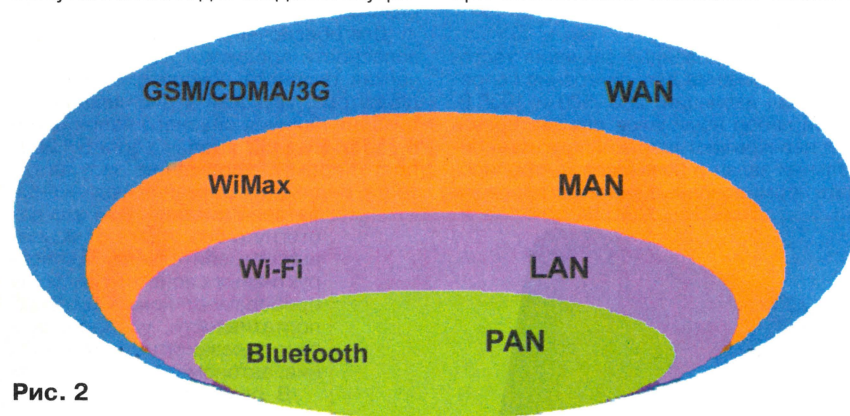 GSM/CDMA/3G WAN
WiMax MAN
Wi-Fi LAN
Bluetooth PAN
Рис. 2